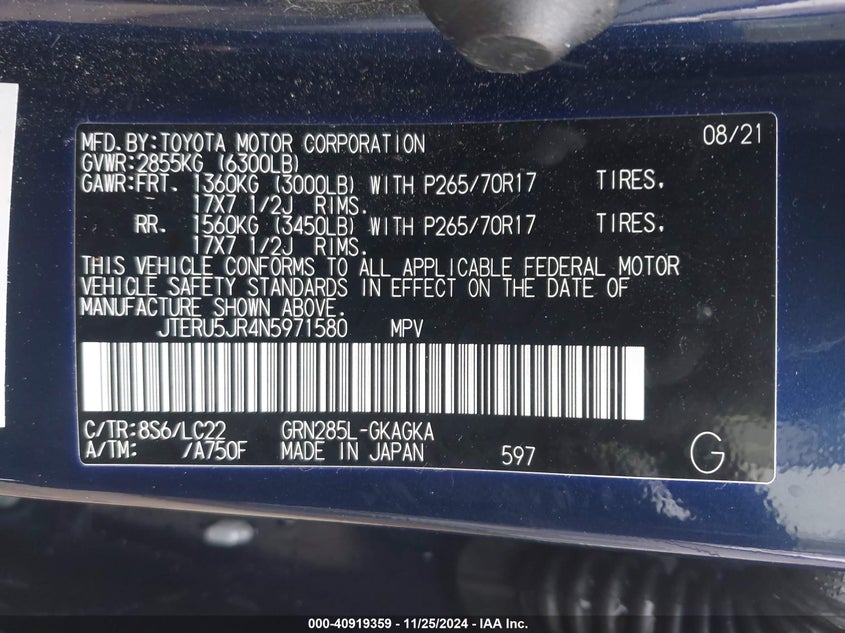 MFD.BY:TOYOTA MOTOR CORPORATION 08/21
GVWR:2855KG (6300LB)
GAWR:FRT. 1360KG (3000LB) WITH P265/70R17 TIRES,
17X7 1/2J RIMS.
RR. 1560KG (3450LB) WITH P265/70R17 TIRES,
17X7 1/2J RIMS.
THIS VEHICLE CONFORMS TO ALL APPLICABLE FEDERAL MOTOR
VEHICLE SAFETY STANDARDS IN EFFECT ON THE DATE OF
MANUFACTURE SHOWN ABOVE.
JTERU5JR4N5971580 MPV
C/TR:8S6/LC22 GRN285L-GKAGKA
A/TM: /A750F MADE IN JAPAN 597 G
000-40919359 - 11/25/2024 - IAA Inc.